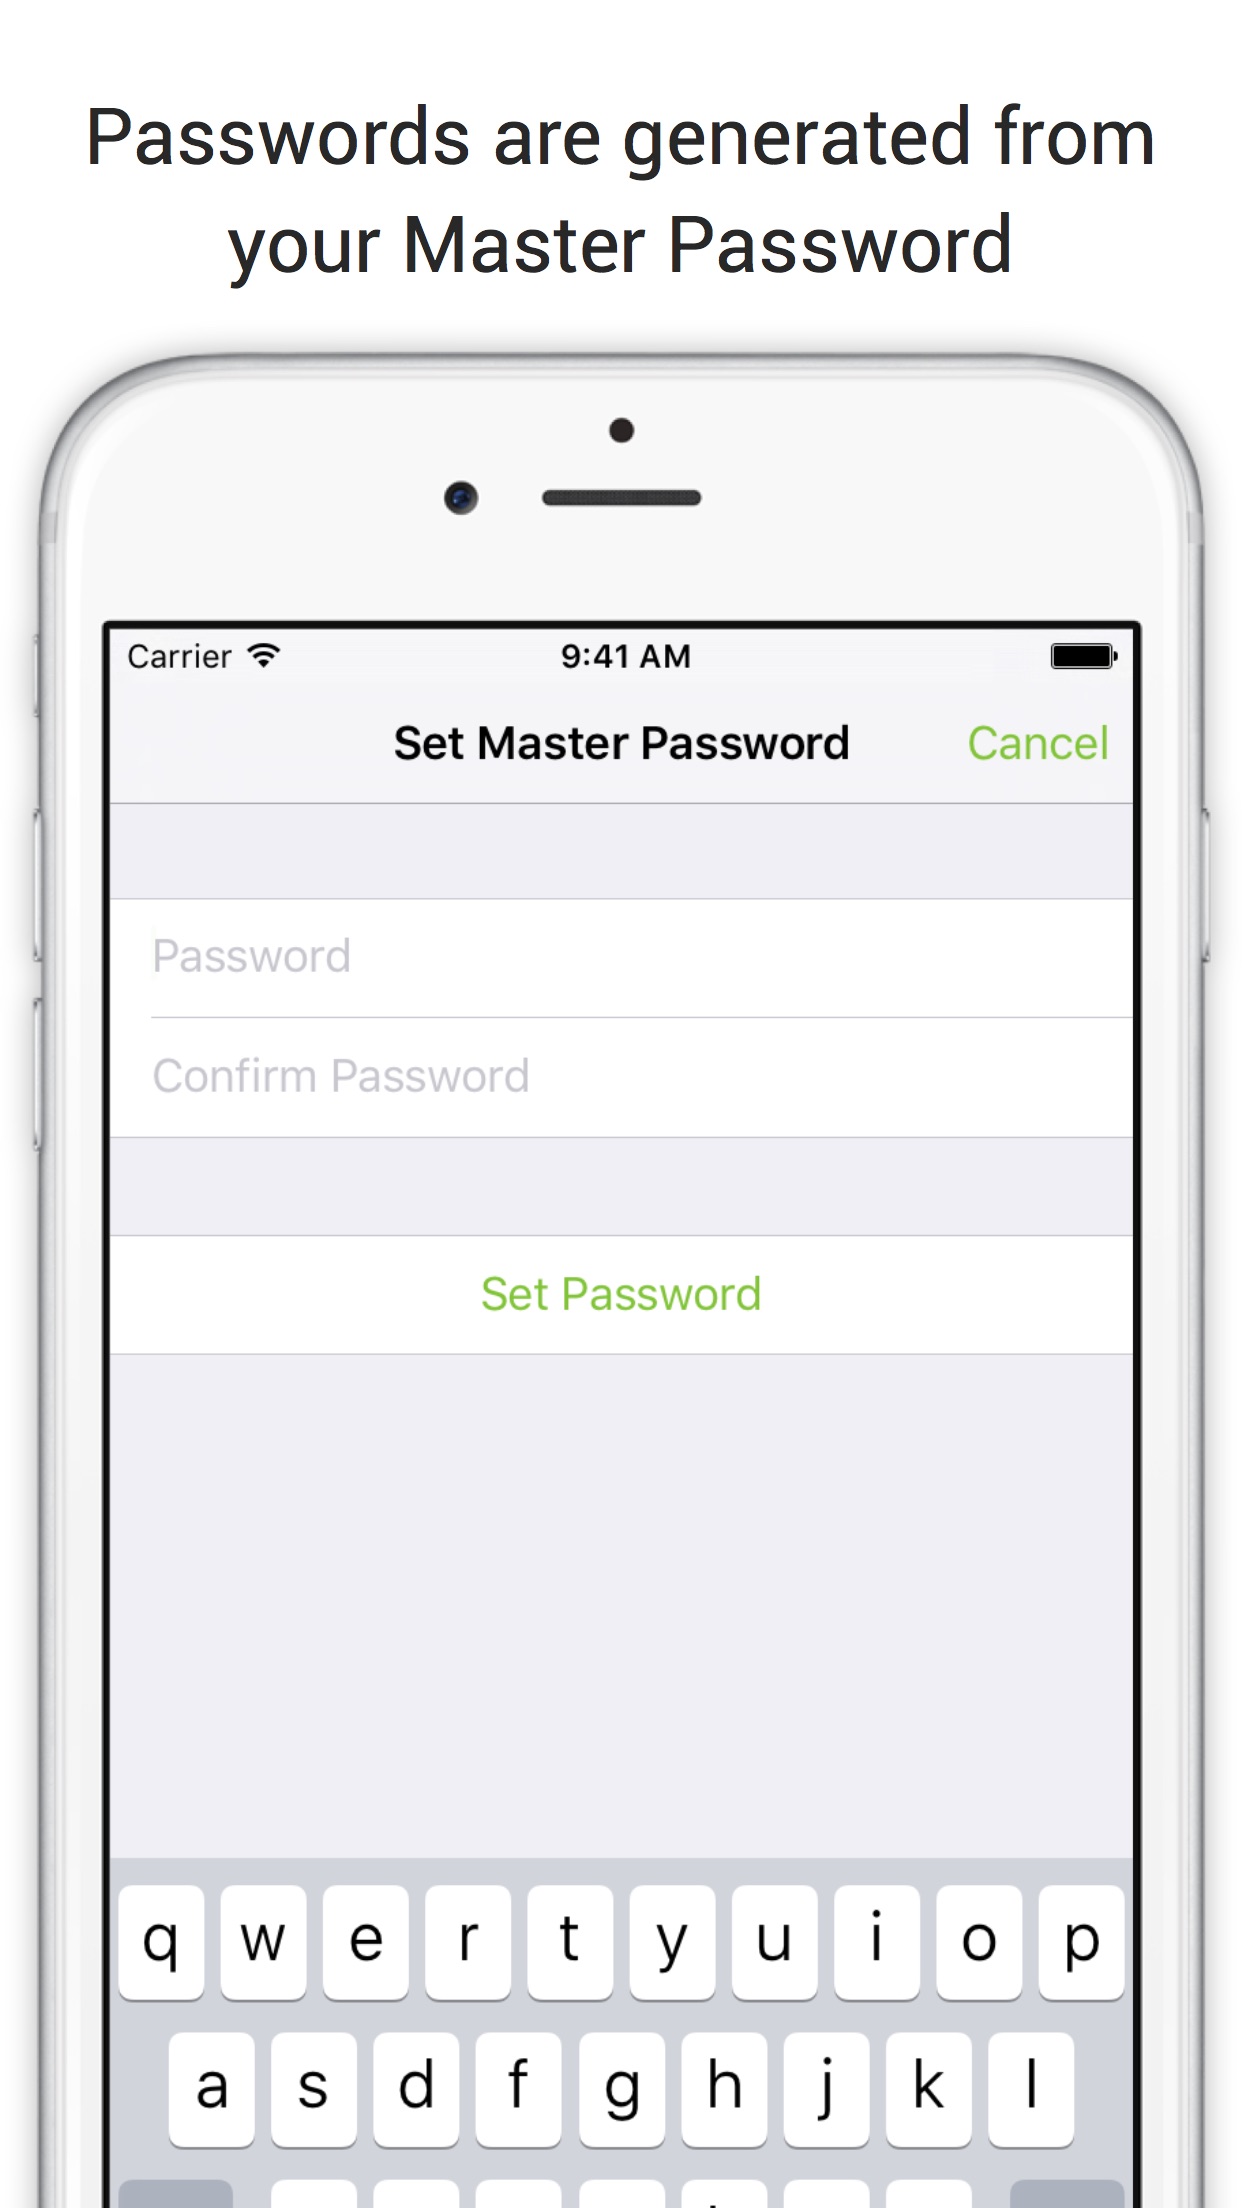 Passwords are generated from
your Master Password
Carrier 9:41 AM
Set Master Password Cancel
Password
Confirm Password
Set Password
q w e r t y u i o p
a s d f g h j k l